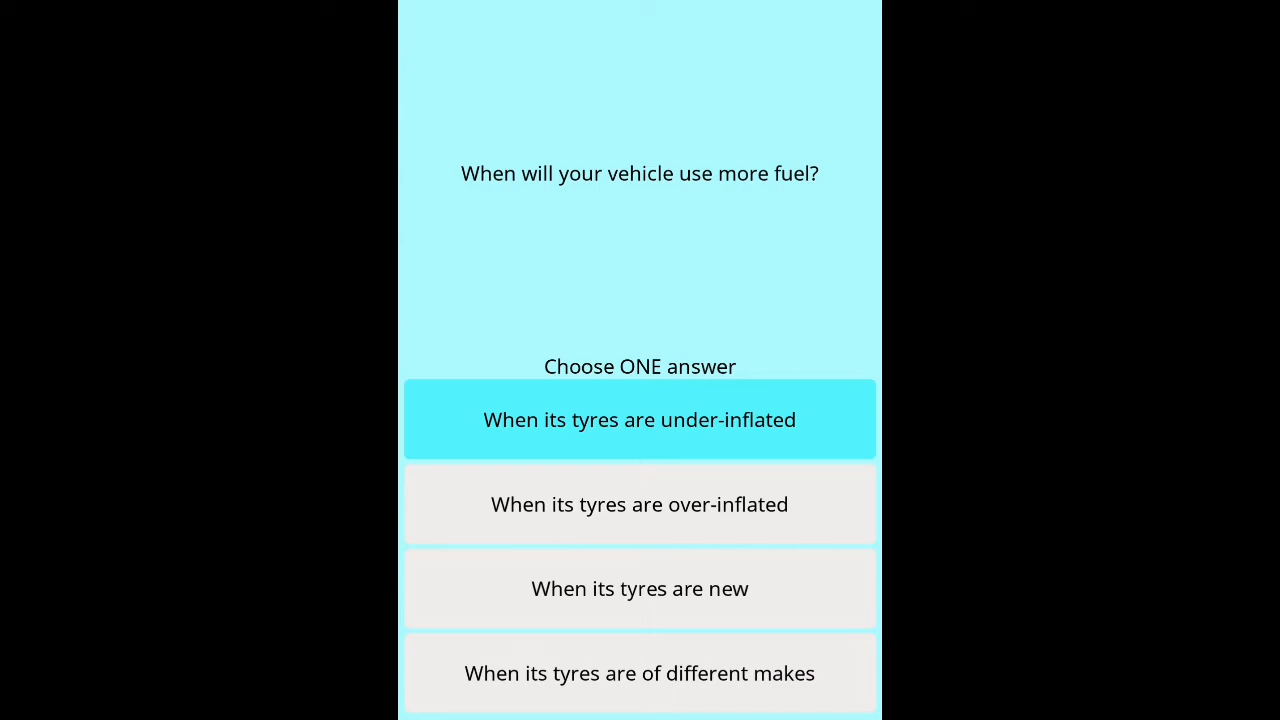 When will your vehicle use more fuel?
Choose ONE answer
When its tyres are under-inflated
When its tyres are over-inflated
When its tyres are new
When its tyres are of different makes